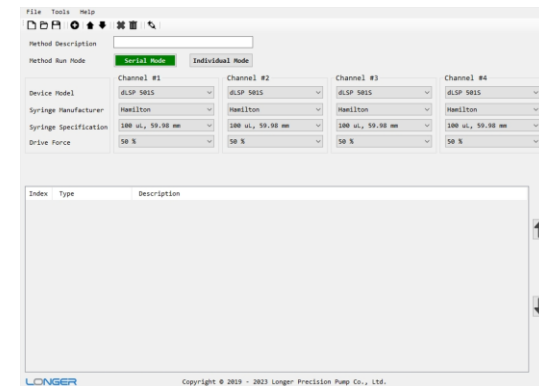 File Tools Help
Method Description
Method Run Mode Serial Mode Individual Mode
Channel #1 Channel #2 Channel #3 Channel #4
Device Model dLSP 501S dLSP 501S dLSP 501S dLSP 501S
Syringe Manufacturer Hamilton Hamilton Hamilton Hamilton
Syringe Specification 100 uL, 59.98 mm 100 uL, 59.98 mm 100 uL, 59.98 mm 100 uL, 59.98 mm
Drive Force 50 % 50 % 50 % 50 %
Index Type Description
LONGER Copyright © 2019 - 2023 Longer Precision Pump Co., Ltd.